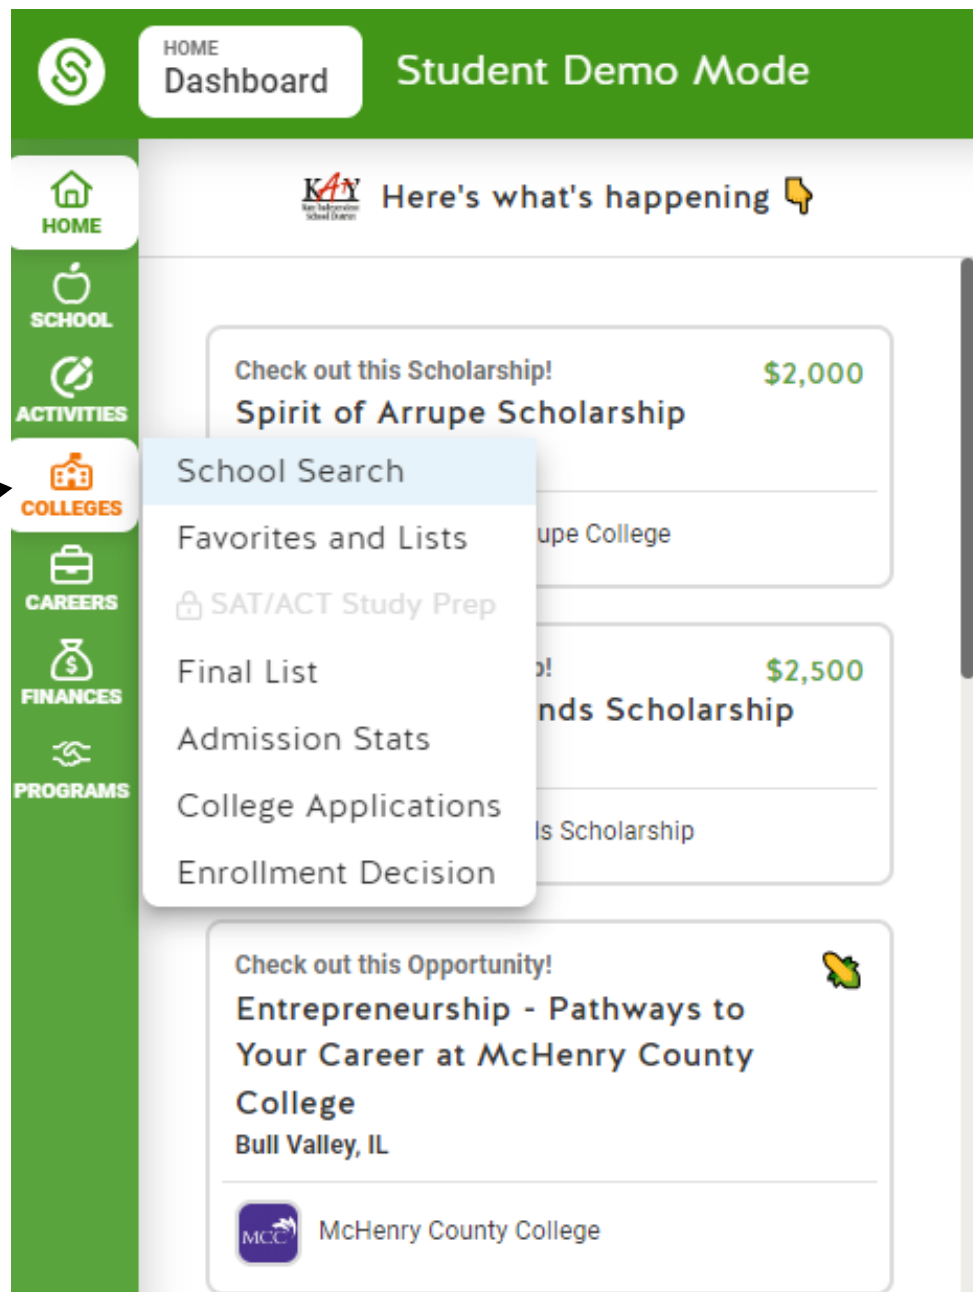 HOME
Dashboard
Student Demo Mode
HOME
SCHOOL
ACTIVITIES
COLLEGES
CAREERS
FINANCES
PROGRAMS
KATY
Here's what's happening
Check out this Scholarship!
$2,000
Spirit of Arrupe Scholarship
School Search
Favorites and Lists
upe College
SAT/ACT Study Prep
Final List
$2,500
nds Scholarship
Admission Stats
College Applications
ls Scholarship
Enrollment Decision
Check out this Opportunity!
Entrepreneurship - Pathways to
Your Career at McHenry County
College
Bull Valley, IL
MCC
McHenry County College